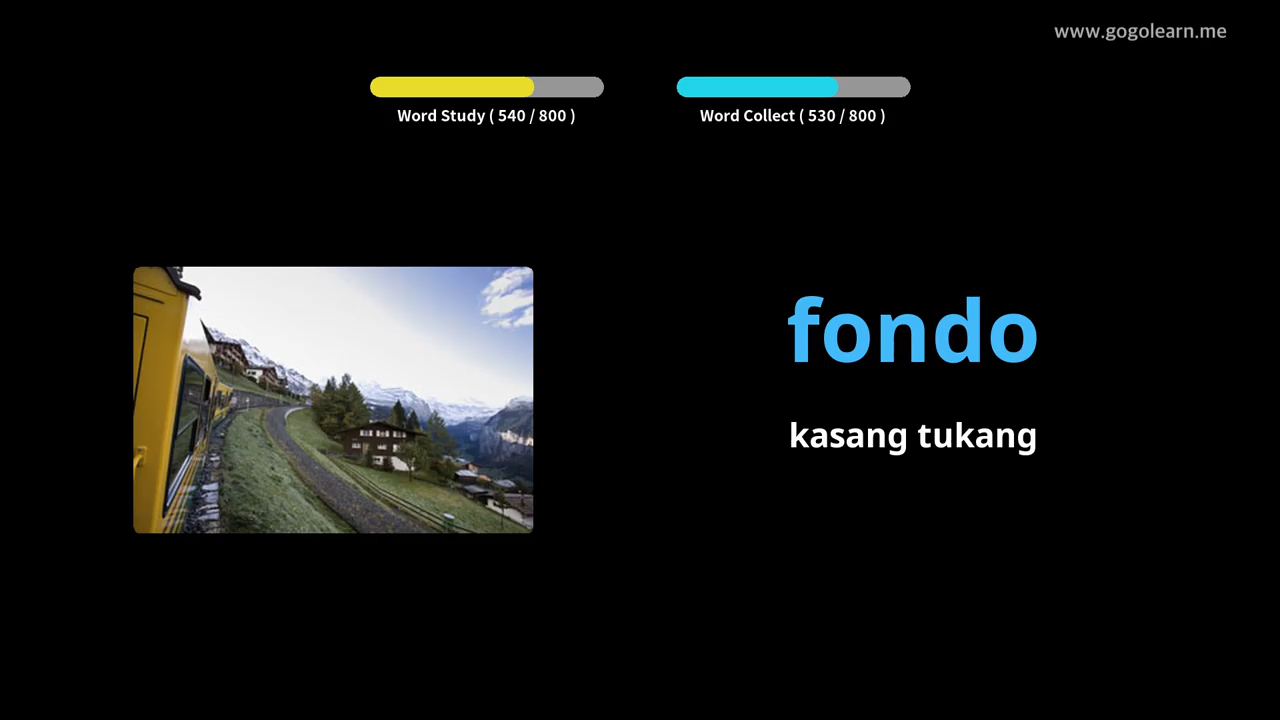 www.gogolearn.me
Word Study ( 540 / 800 )
Word Collect ( 530 / 800 )
fondo
kasang tukang